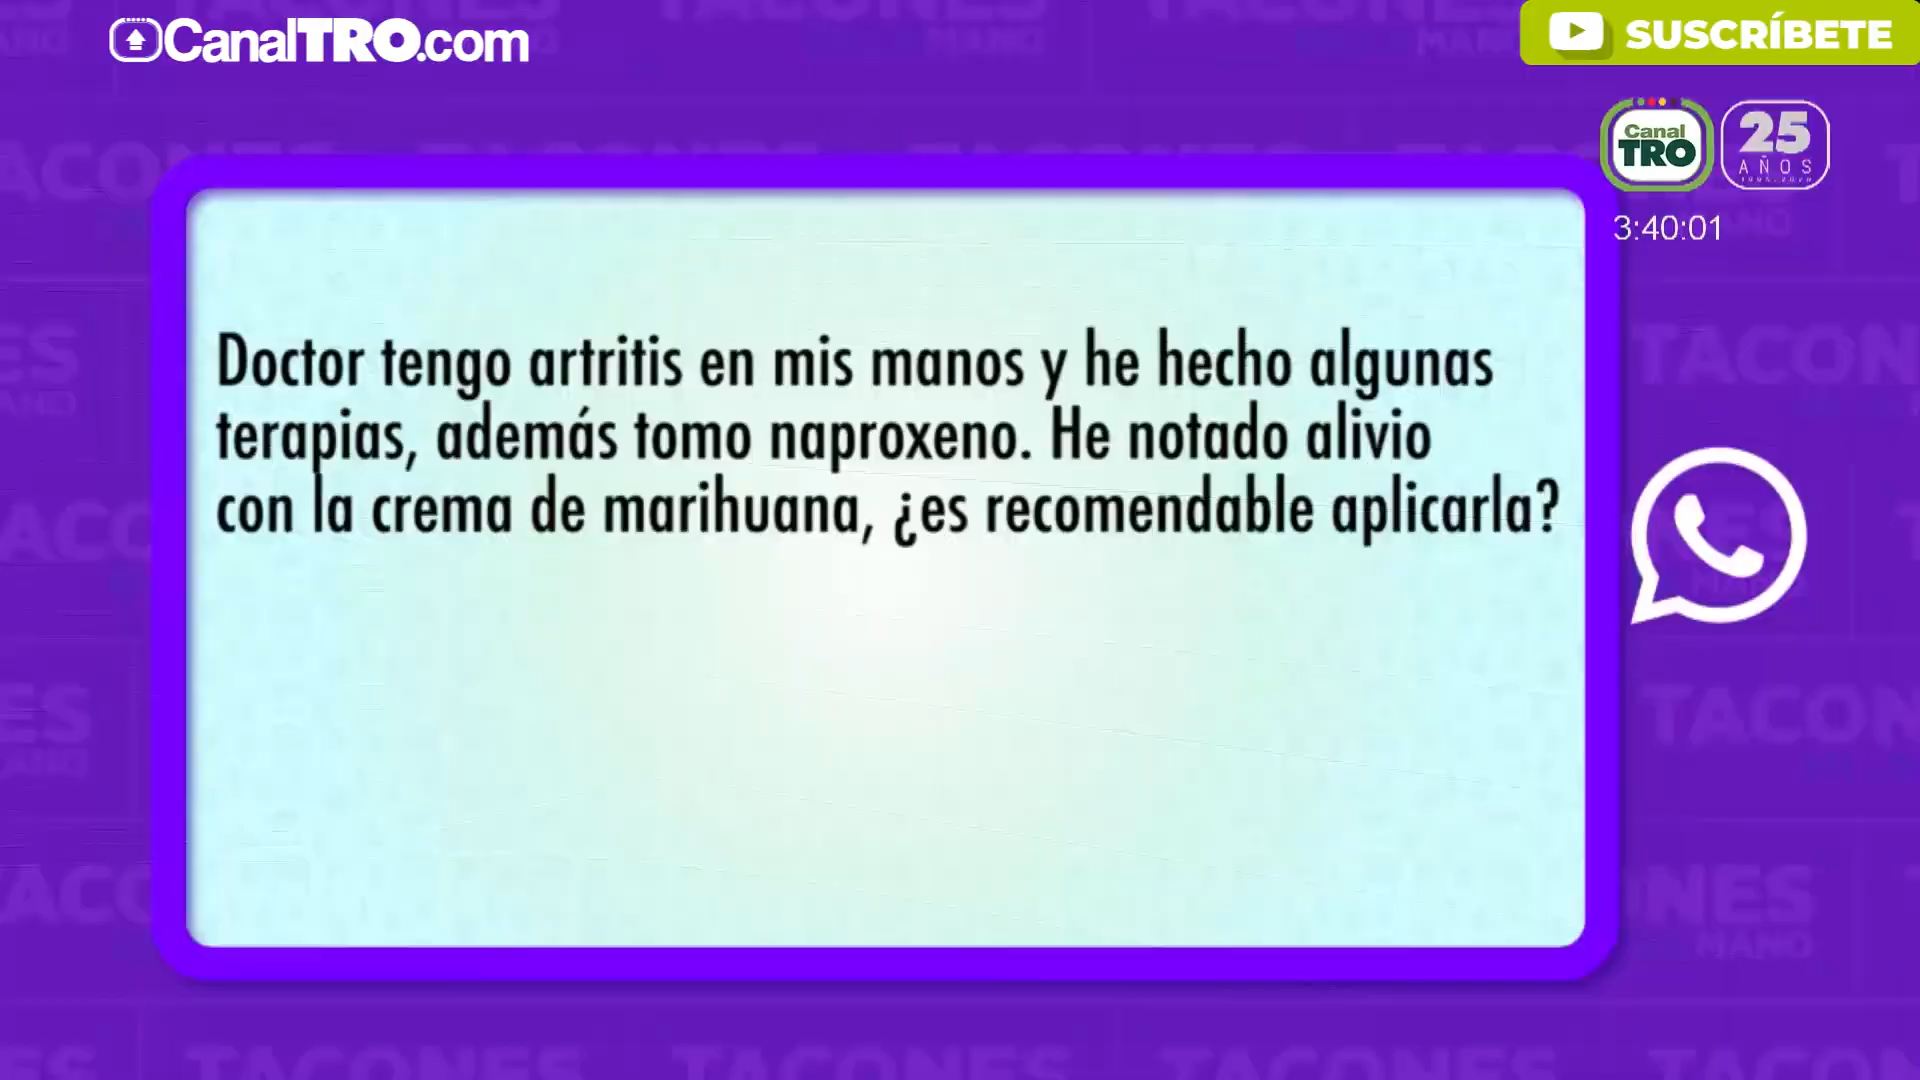 CanalTRO.com
SUSCRÍBETE
Canal
TRO
25
AÑOS
3:40:01
Doctor tengo artritis en mis manos y he hecho algunas
terapias, además tomo naproxeno. He notado alivio
con la crema de marihuana, ¿es recomendable aplicarla?